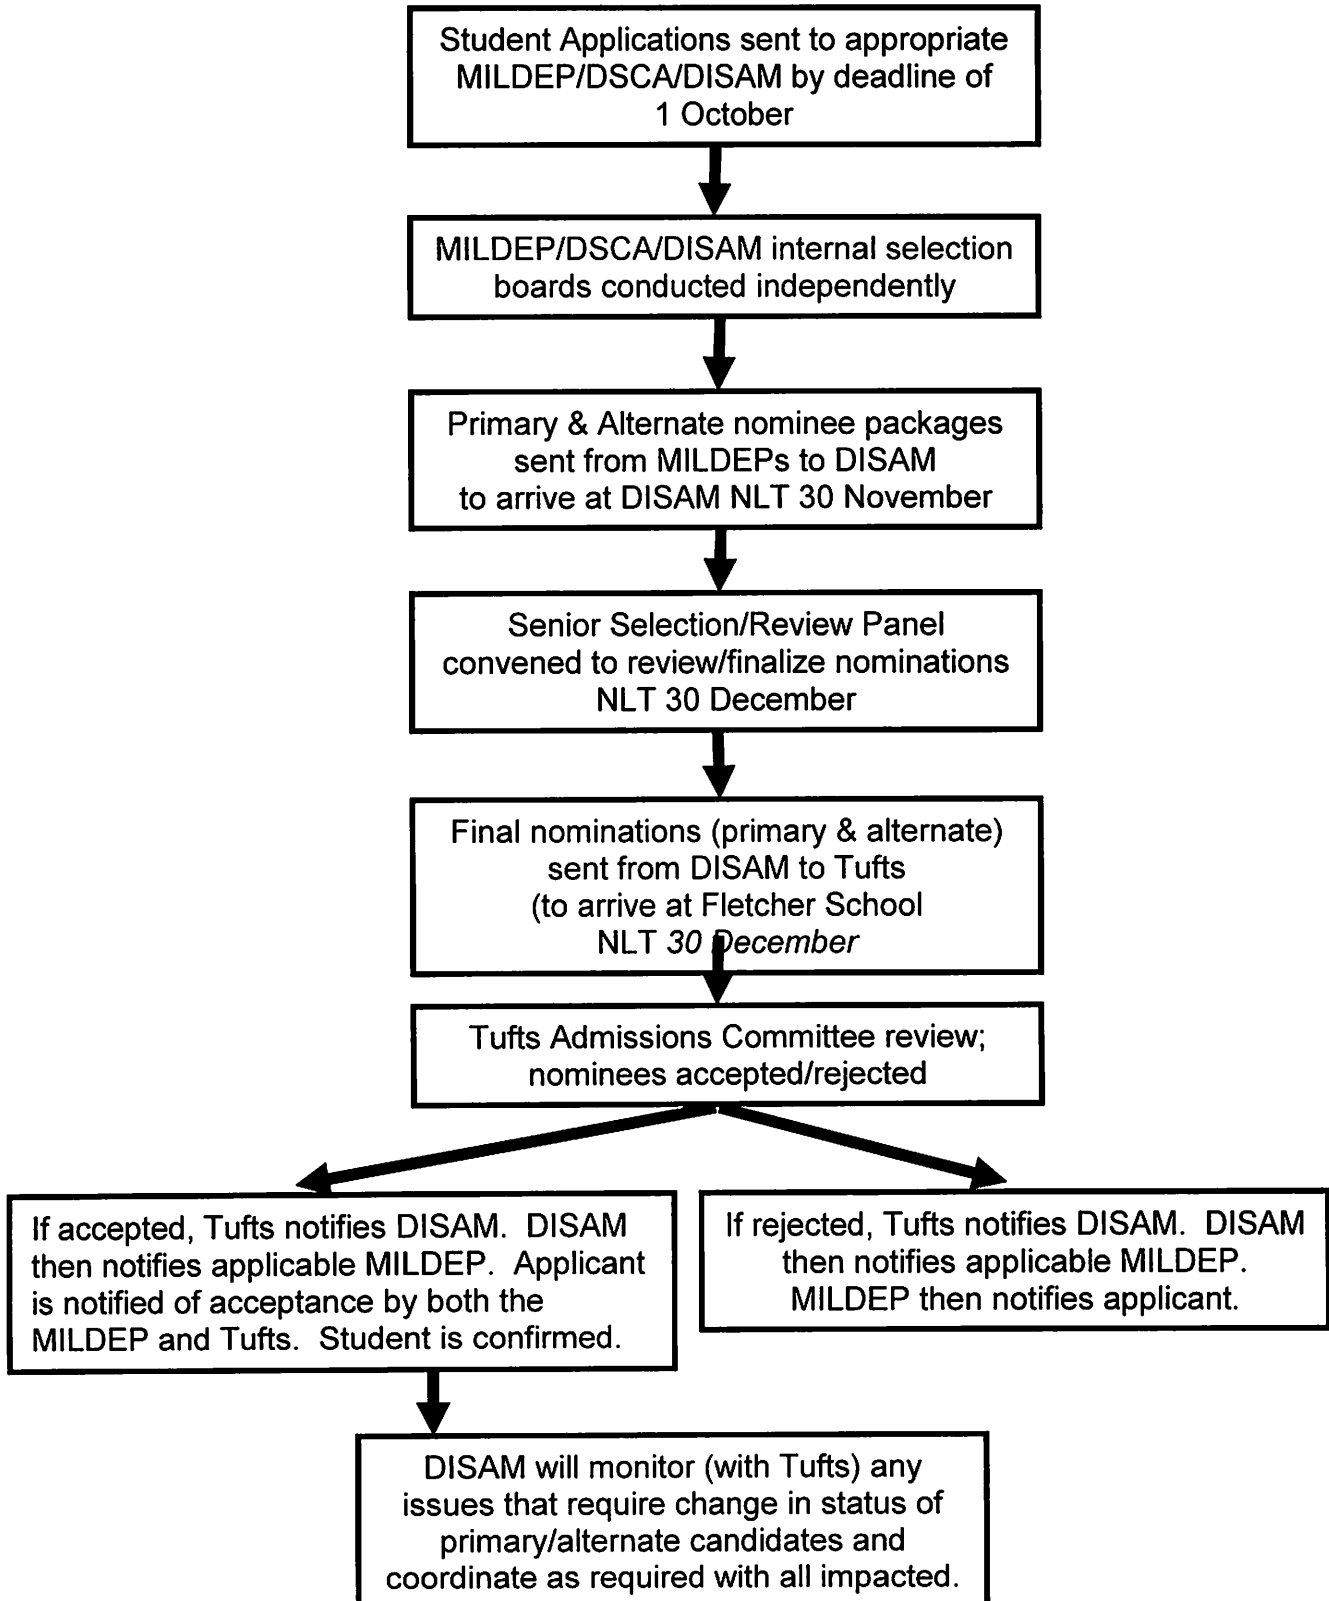 Student Applications sent to appropriate
MILDEP/DSCA/DISAM by deadline of
1 October
MILDEP/DSCA/DISAM internal selection
boards conducted independently
Primary & Alternate nominee packages
sent from MILDEPs to DISAM
to arrive at DISAM NLT 30 November
Senior Selection/Review Panel
convened to review/finalize nominations
NLT 30 December
Final nominations (primary & alternate)
sent from DISAM to Tufts
(to arrive at Fletcher School
NLT 30 December
Tufts Admissions Committee review;
nominees accepted/rejected
If accepted, Tufts notifies DISAM.  DISAM
then notifies applicable MILDEP.  Applicant
is notified of acceptance by both the
MILDEP and Tufts.  Student is confirmed.
If rejected, Tufts notifies DISAM.  DISAM
then notifies applicable MILDEP.
MILDEP then notifies applicant.
DISAM will monitor (with Tufts) any
issues that require change in status of
primary/alternate candidates and
coordinate as required with all impacted.